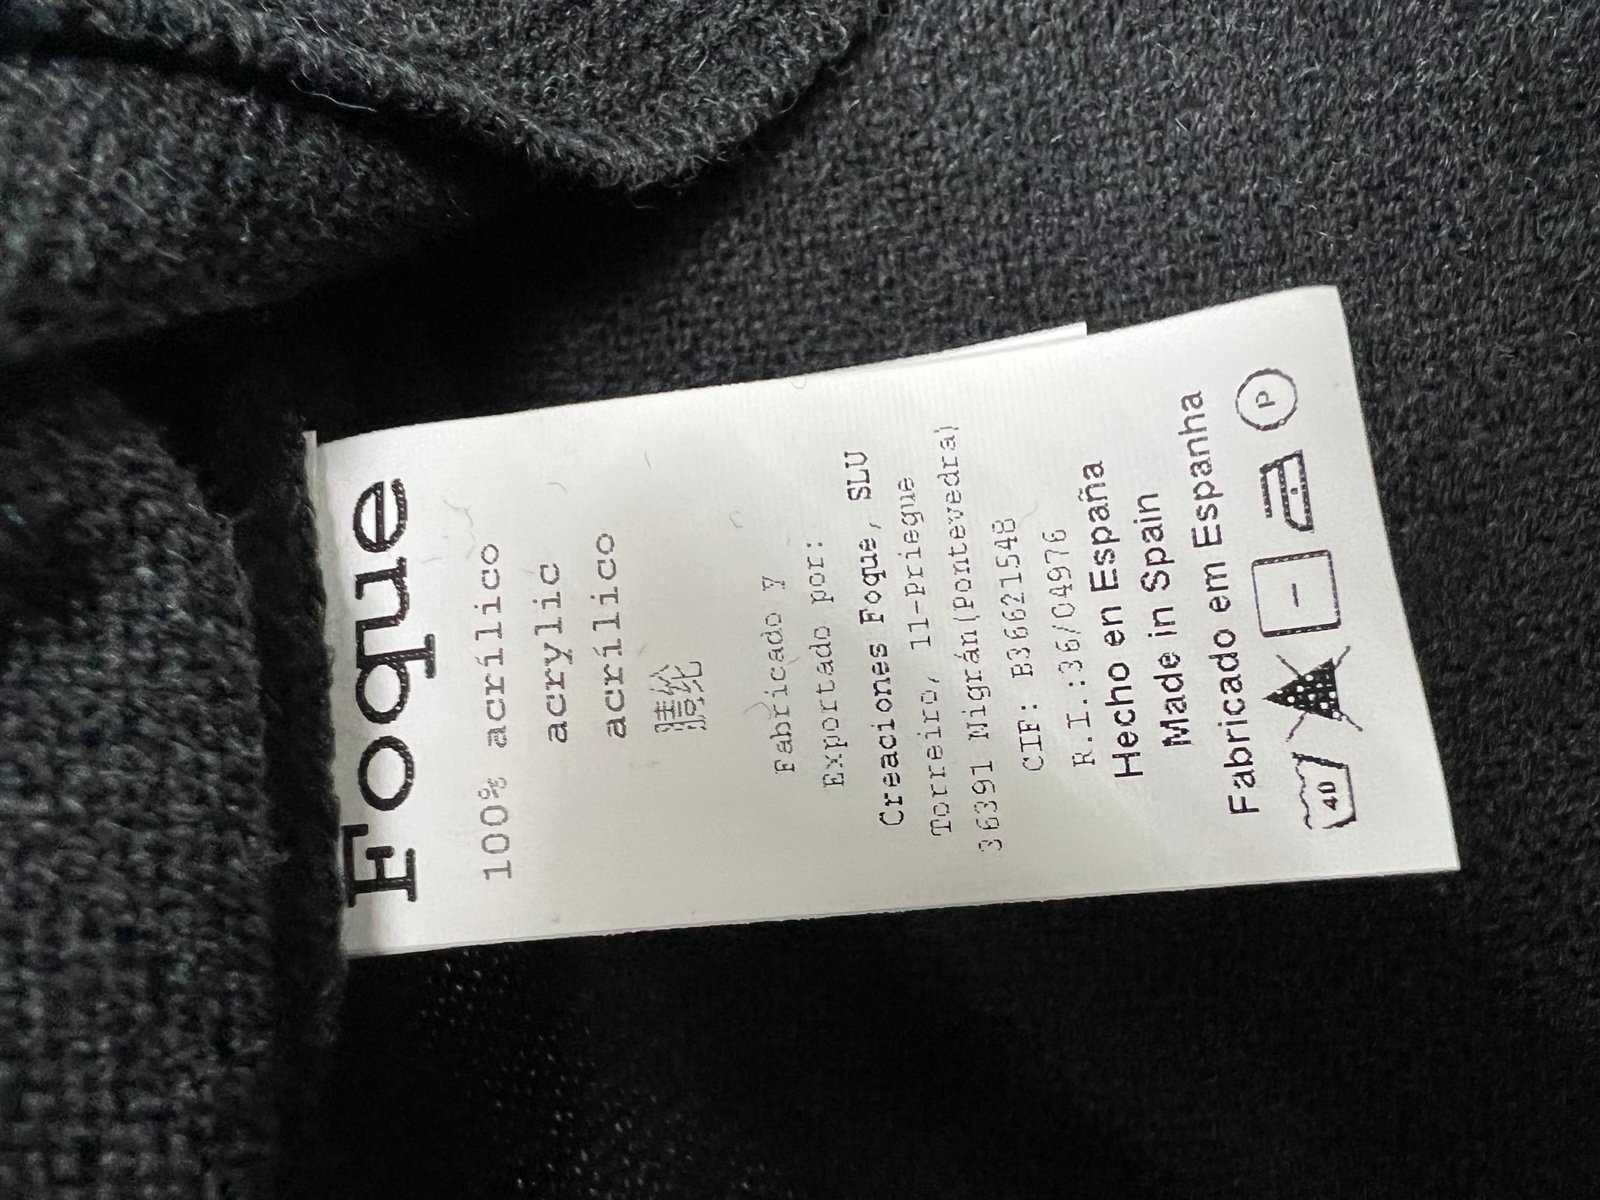 Foque
100% acrílico
acrylic
acrílico
腈纶
Fabricado y
Exportado por:
Creaciones Foque, SLU
Torreiro, 11-Priegue
36391 Nigrán(Pontevedra)
CIF: B36621548
R.I.:36/04976
Hecho en España
Made in Spain
Fabricado em Espanha
40 P